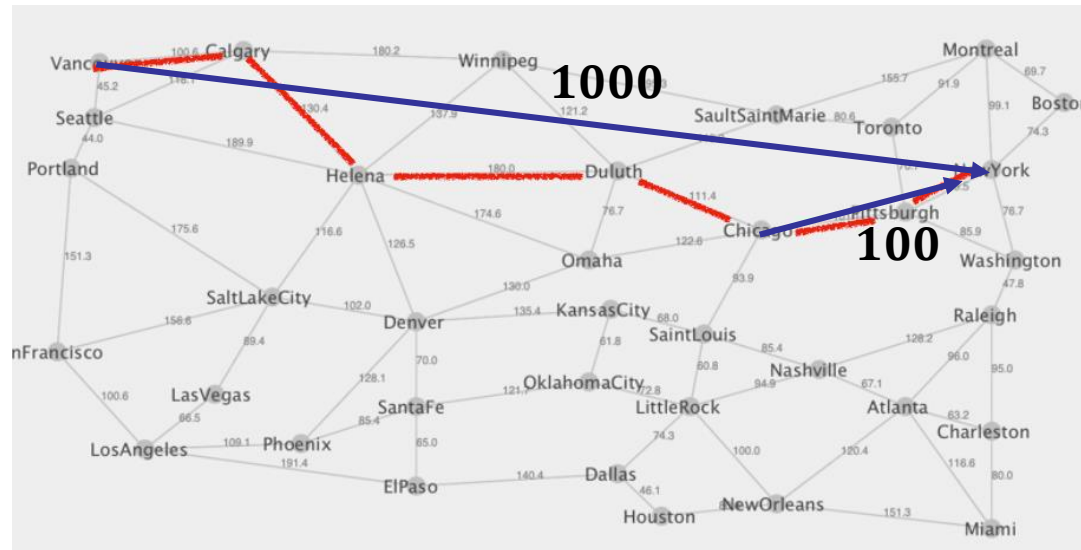 Vancouver
100.6
Calgary
180.2
Winnipeg
Montreal
45.2
130.4
1000
155.7
91.9
69.7
Seattle
137.9
121.2
SaultSaintMarie
80.6
Toronto
99.1
Boston
74.3
44.0
189.9
Portland
Helena
180.0
Duluth
NewYork
111.4
174.6
76.7
Chicago
Pittsburgh
76.7
175.6
116.6
126.5
122.6
100
85.9
151.3
Omaha
Washington
93.9
47.8
130.0
SaltLakeCity
102.0
Denver
135.4
KansasCity
68.0
SaintLouis
Raleigh
156.6
128.2
nFrancisco
89.4
70.0
61.8
85.4
96.0
60.8
Nashville
95.0
128.1
OklahomaCity
72.8
94.9
67.1
100.6
LasVegas
66.5
SantaFe
LittleRock
Atlanta
63.2
85.4
Charleston
109.1
Phoenix
65.0
74.3
100.0
120.4
116.6
LosAngeles
191.4
80.0
ElPaso
140.4
Dallas
46.1
NewOrleans
Houston
151.3
Miami